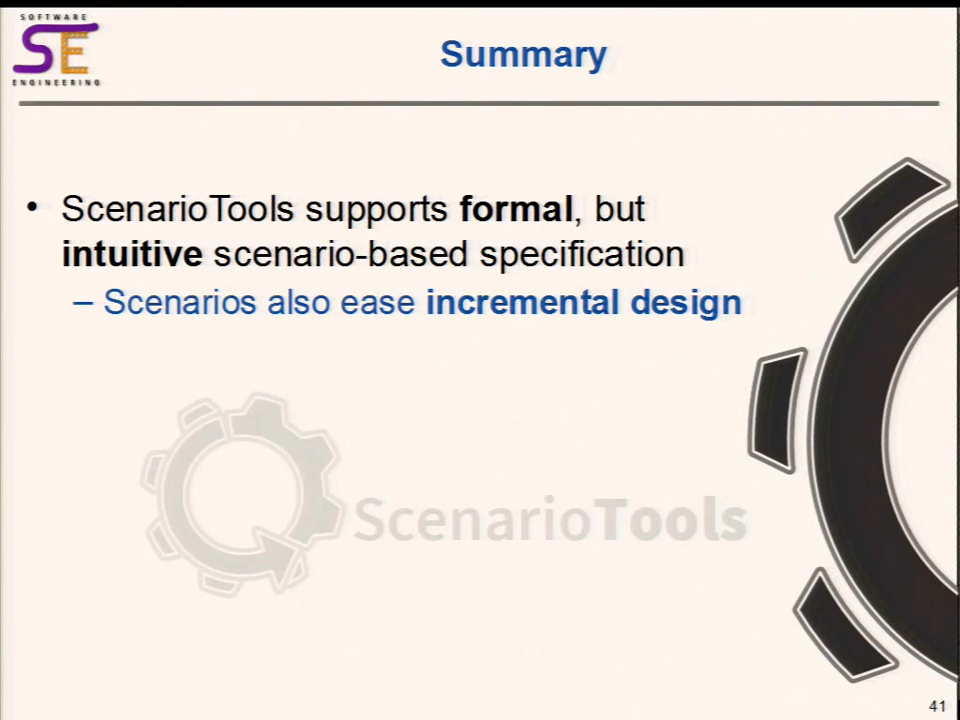 SOFTWARE
SE
ENGINEERING
Summary
• ScenarioTools supports formal, but
intuitive scenario-based specification
– Scenarios also ease incremental design
ScenarioTools
41